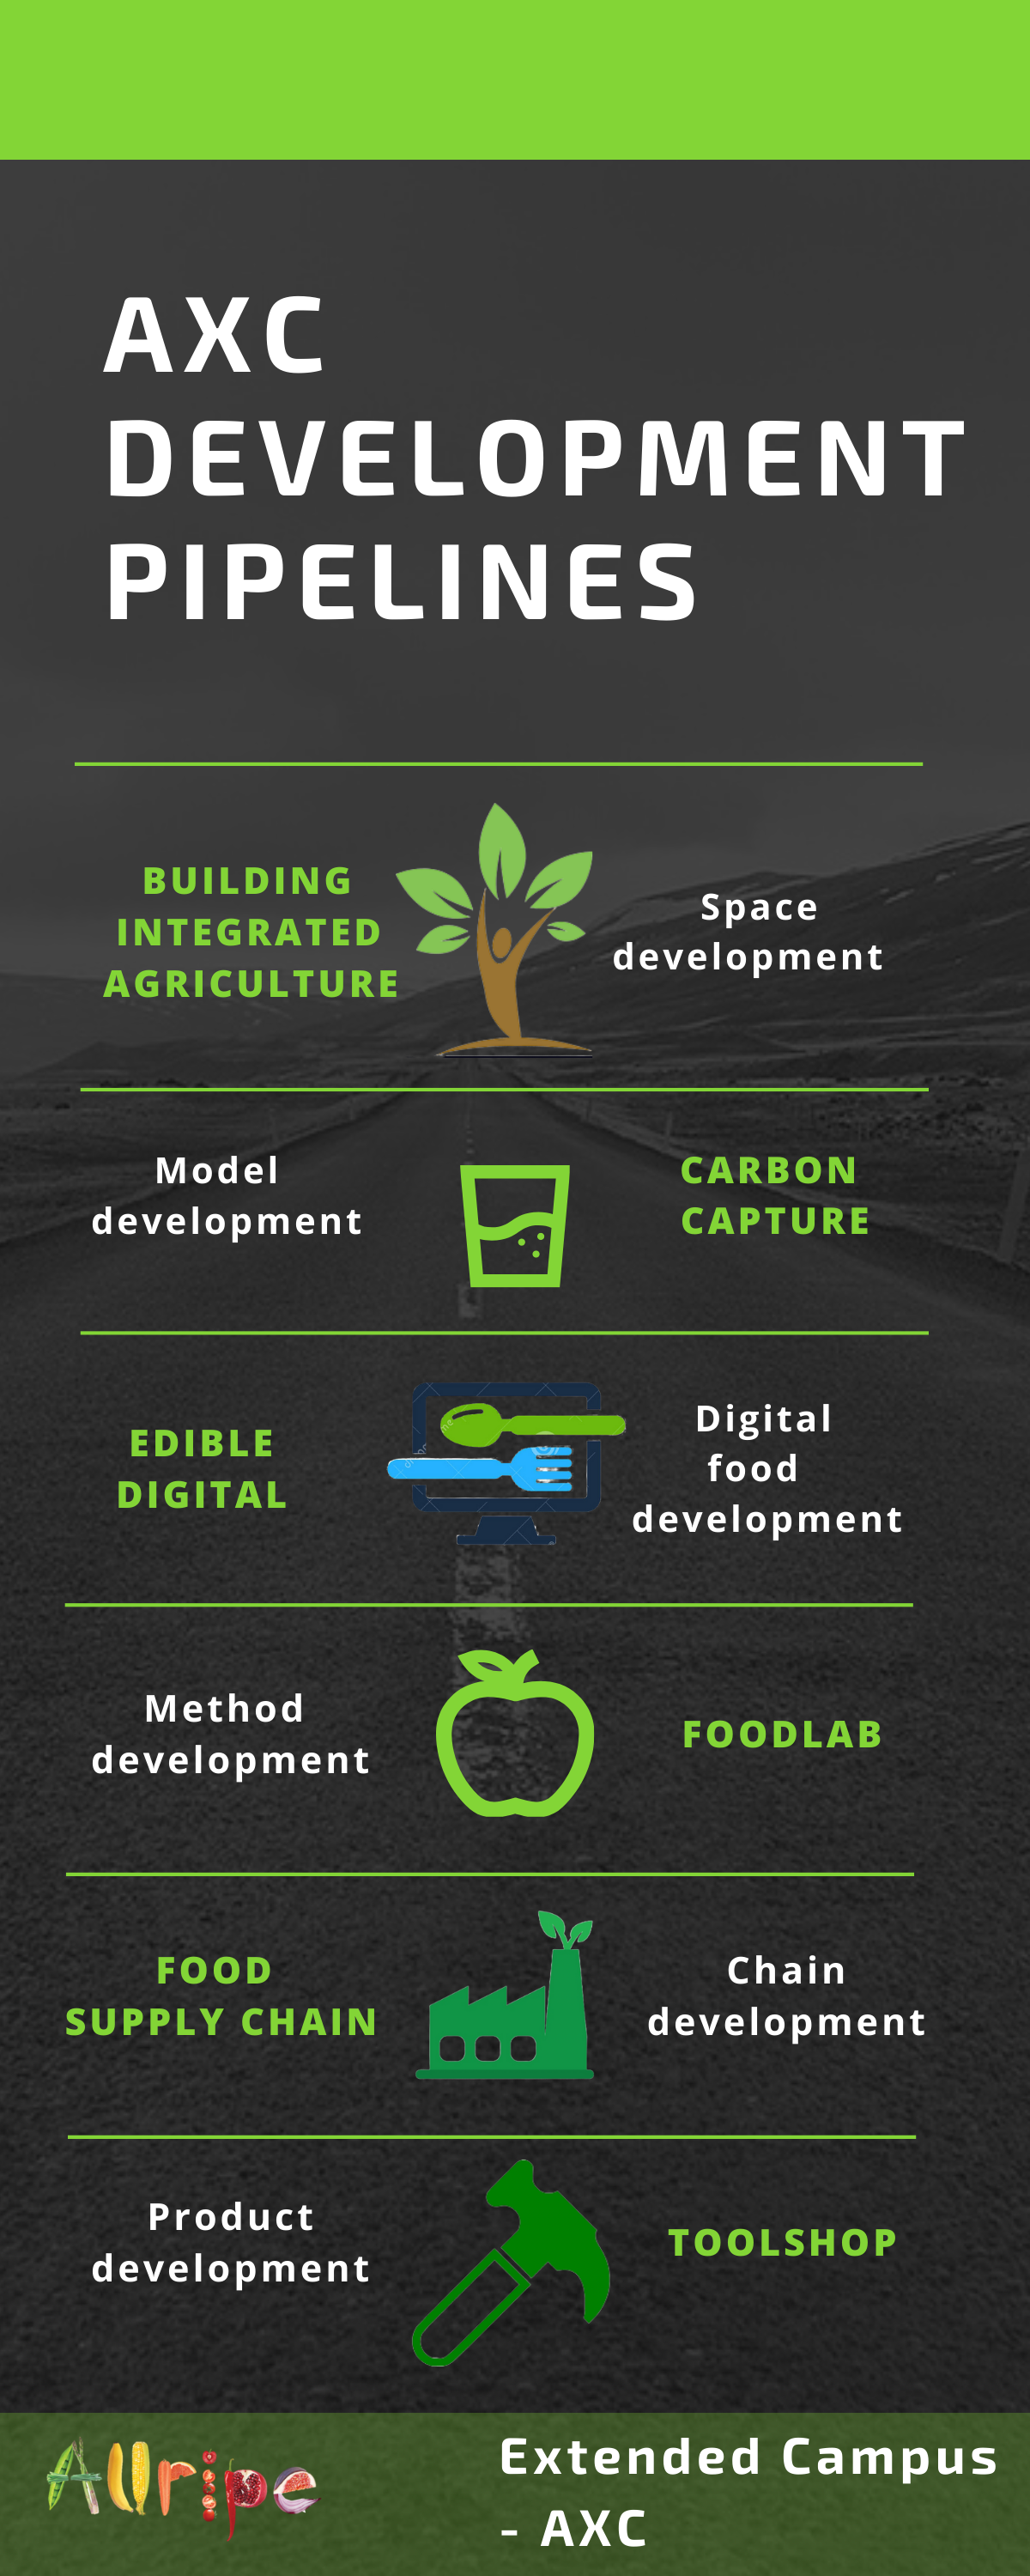 AXC
DEVELOPMENT
PIPELINES
BUILDING
INTEGRATED
AGRICULTURE
Space
development
Model
development
CARBON
CAPTURE
EDIBLE
DIGITAL
Digital
food
development
Method
development
FOODLAB
FOOD
SUPPLY CHAIN
Chain
development
Product
development
TOOLSHOP
Allripe
Extended Campus
- AXC